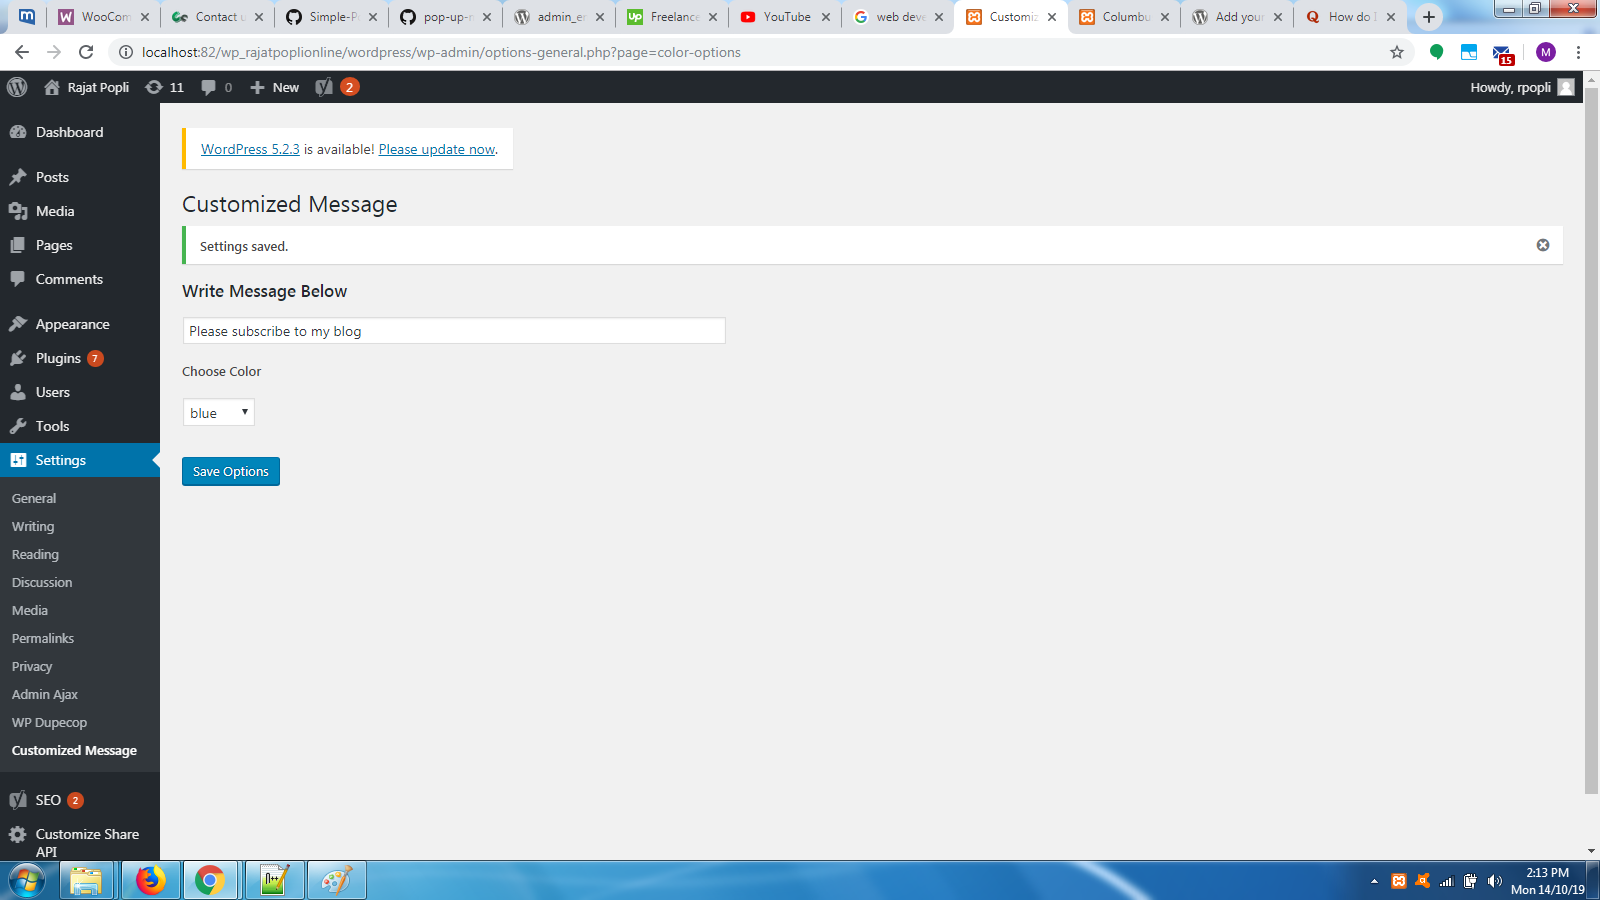 WooCom
Contact u
Simple-P
pop-up-n
admin_er
Freelance
YouTube
web deve
Customiz
Columbu
Add your
How do I
localhost:82/wp_rajatpoplionline/wordpress/wp-admin/options-general.php?page=color-options
15
M
Rajat Popli
11
0
New
2
Howdy, rpopli
Dashboard
Posts
Media
Pages
Comments
Appearance
Plugins 7
Users
Tools
Settings
General
Writing
Reading
Discussion
Media
Permalinks
Privacy
Admin Ajax
WP Dupecop
Customized Message
SEO 2
Customize Share
API
WordPress 5.2.3 is available! Please update now.
Customized Message
Settings saved.
Write Message Below
Please subscribe to my blog
Choose Color
blue
Save Options
2:13 PM
Mon 14/10/19